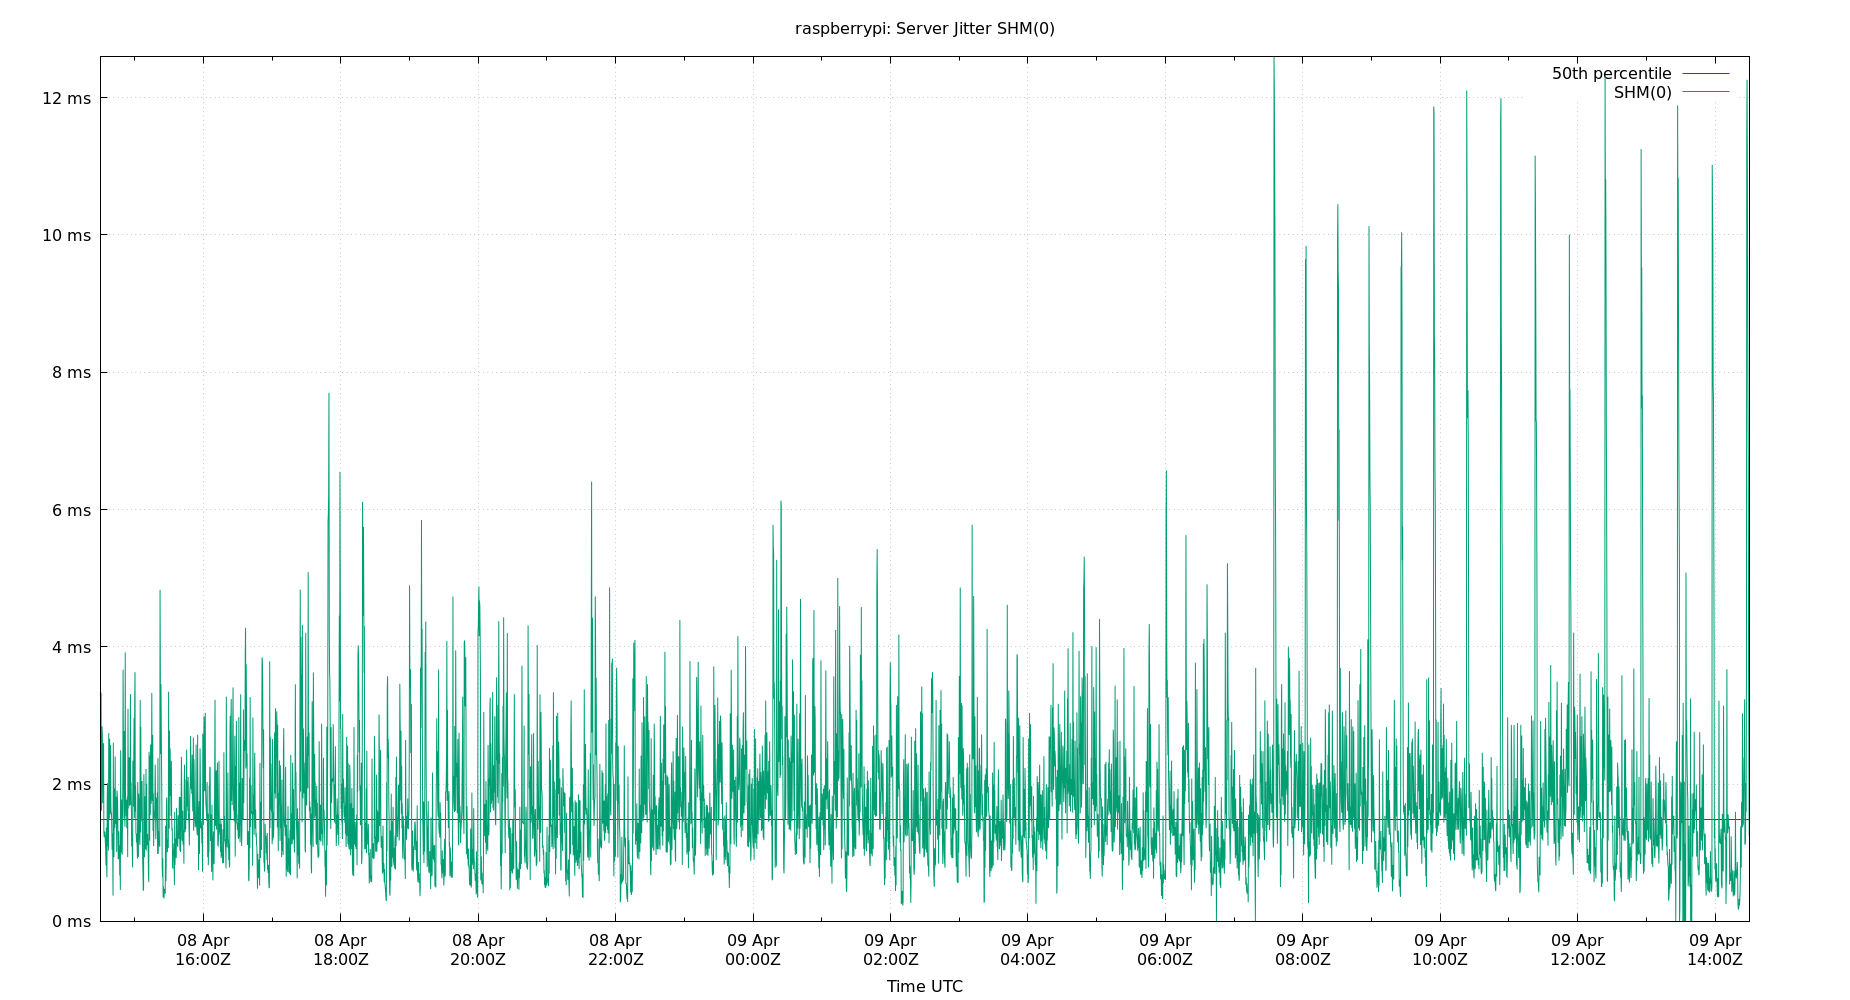 raspberrypi: Server Jitter SHM(0)
50th percentile
SHM(0)
12 ms
10 ms
8 ms
6 ms
4 ms
2 ms
0 ms
08 Apr 08 Apr 08 Apr 08 Apr 09 Apr 09 Apr 09 Apr 09 Apr 09 Apr 09 Apr 09 Apr 09 Apr
16:00Z 18:00Z 20:00Z 22:00Z 00:00Z 02:00Z 04:00Z 06:00Z 08:00Z 10:00Z 12:00Z 14:00Z
Time UTC